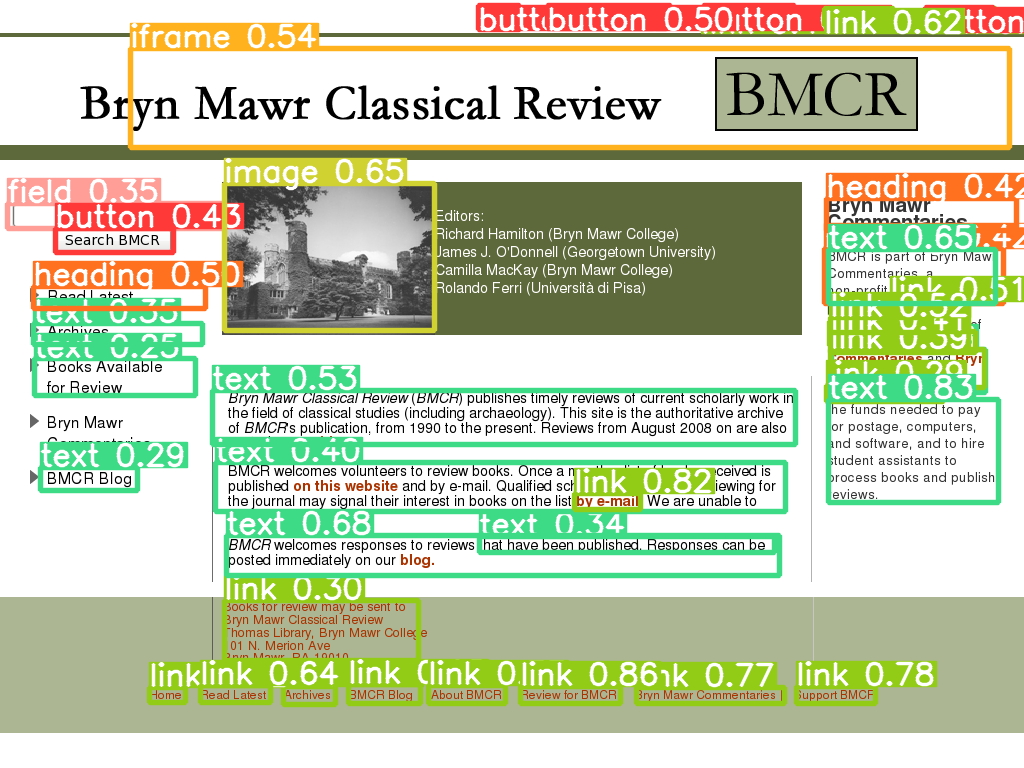 button 0.50
link 0.62
iframe 0.54
Bryn Mawr Classical Review
BMCR
image 0.65
field 0.35
button 0.43
Search BMCR
heading 0.50
Read Latest
text 0.35
Archives
text 0.25
Books Available
for Review
Bryn Mawr
Commentaries
text 0.29
BMCR Blog
Editors:
Richard Hamilton (Bryn Mawr College)
James J. O'Donnell (Georgetown University)
Camilla MacKay (Bryn Mawr College)
Rolando Ferri (Università di Pisa)
text 0.53
Bryn Mawr Classical Review (BMCR) publishes timely reviews of current scholarly work in
the field of classical studies (including archaeology). This site is the authoritative archive
of BMCR's publication, from 1990 to the present. Reviews from August 2008 on are also
text 0.40
BMCR welcomes volunteers to review books. Once a
published on this website and by e-mail. Qualified
link 0.82
the journal may signal their interest in books on the list by e-mail. We are unable to
text 0.68
text 0.34
BMCR welcomes responses to reviews that have been published. Responses can be
posted immediately on our blog.
heading 0.42
Bryn Mawr
Commentaries
text 0.65
BMCR is part of Bryn Mawr
Commentaries, a
non-profit
link 0.51
link 0.52
link 0.41
of
link 0.39
Commentaries and Bryn
link 0.29
text 0.83
the funds needed to pay
for postage, computers,
and software, and to hire
student assistants to
process books and publish
reviews.
link 0.30
Books for review may be sent to
Bryn Mawr Classical Review
Thomas Library, Bryn Mawr College
101 N. Merion Ave
Bryn Mawr, PA 19010
link
link 0.64
link
link 0.
link 0.86
link 0.77
link 0.78
Home
Read Latest
Archives
BMCR Blog
About BMCR
Review for BMCR
Bryn Mawr Commentaries
Support BMCR